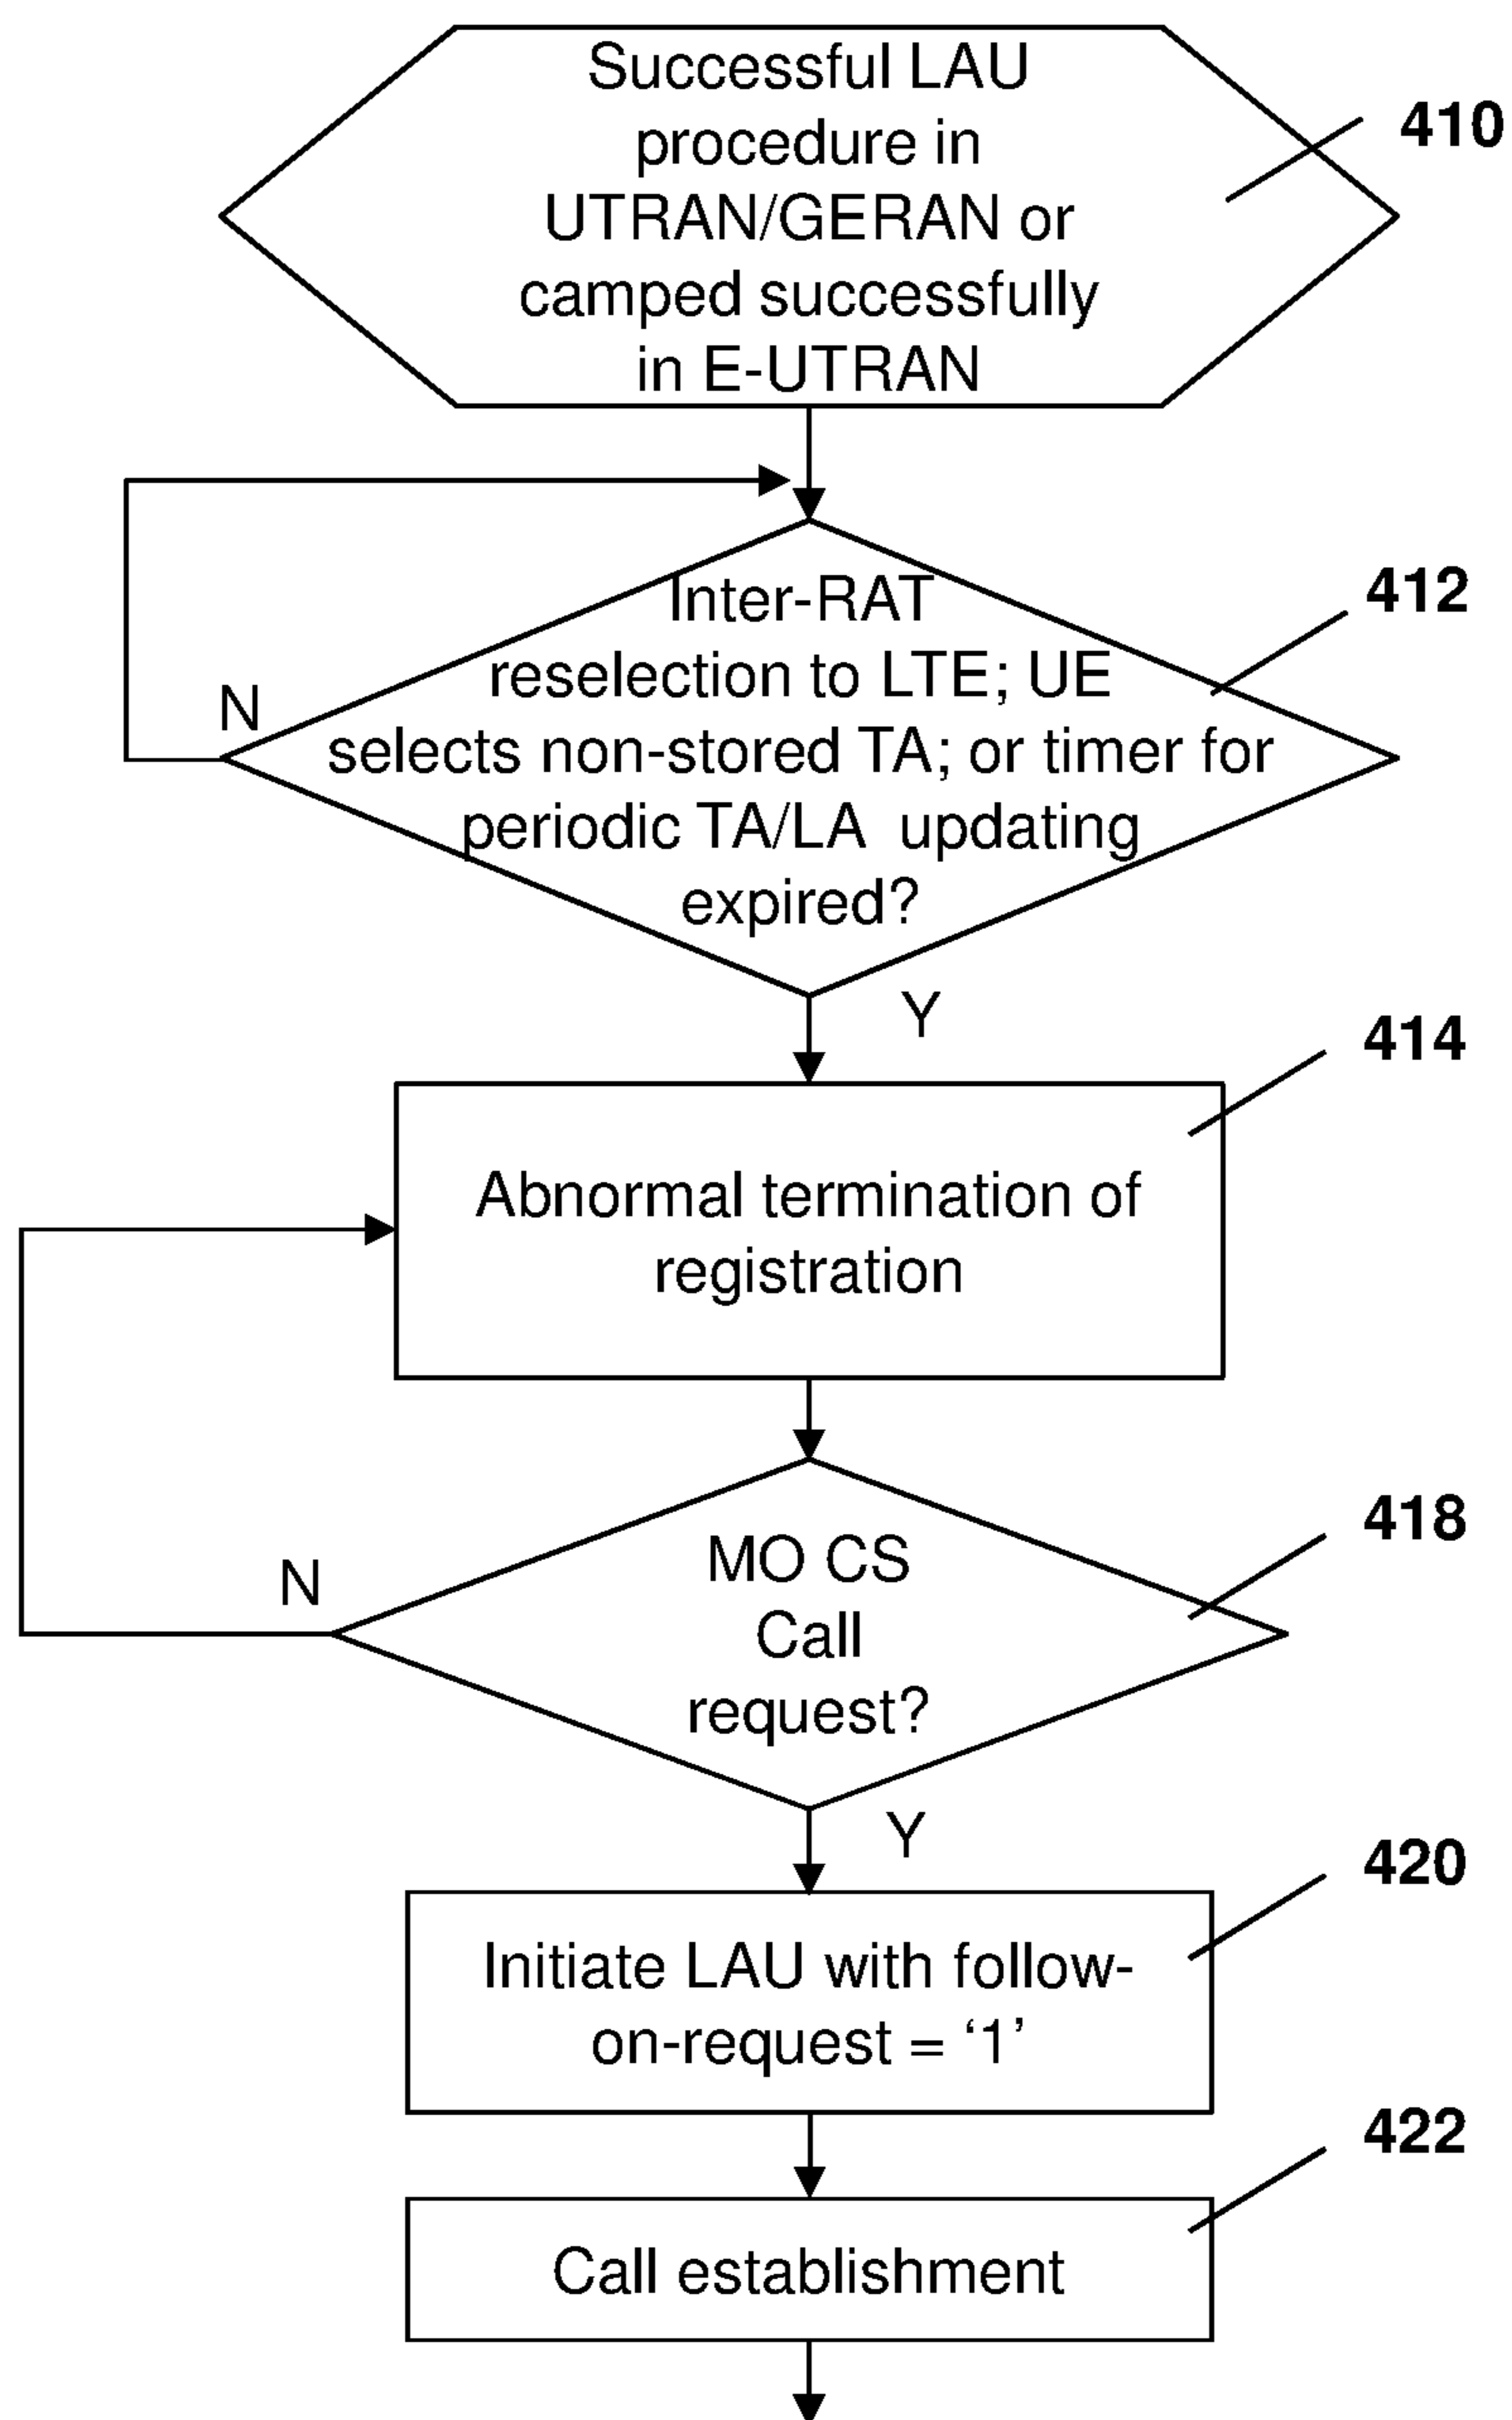 Successful LAU
procedure in
UTRAN/GERAN or
camped successfully
in E-UTRAN
410
Inter-RAT
reselection to LTE; UE
selects non-stored TA; or timer for
periodic TA/LA updating
expired?
412
N
Y
414
Abnormal termination of
registration
418
MO CS
Call
request?
N
Y
420
Initiate LAU with follow-
on-request = ‘1’
422
Call establishment